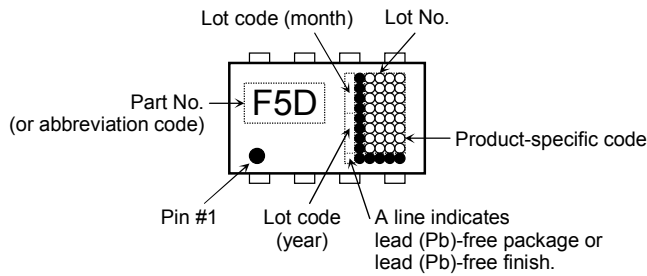 Lot code (month)
Lot No.
Part No.
(or abbreviation code)
F5D
Product-specific code
Pin #1
Lot code
(year)
A line indicates
lead (Pb)-free package or
lead (Pb)-free finish.